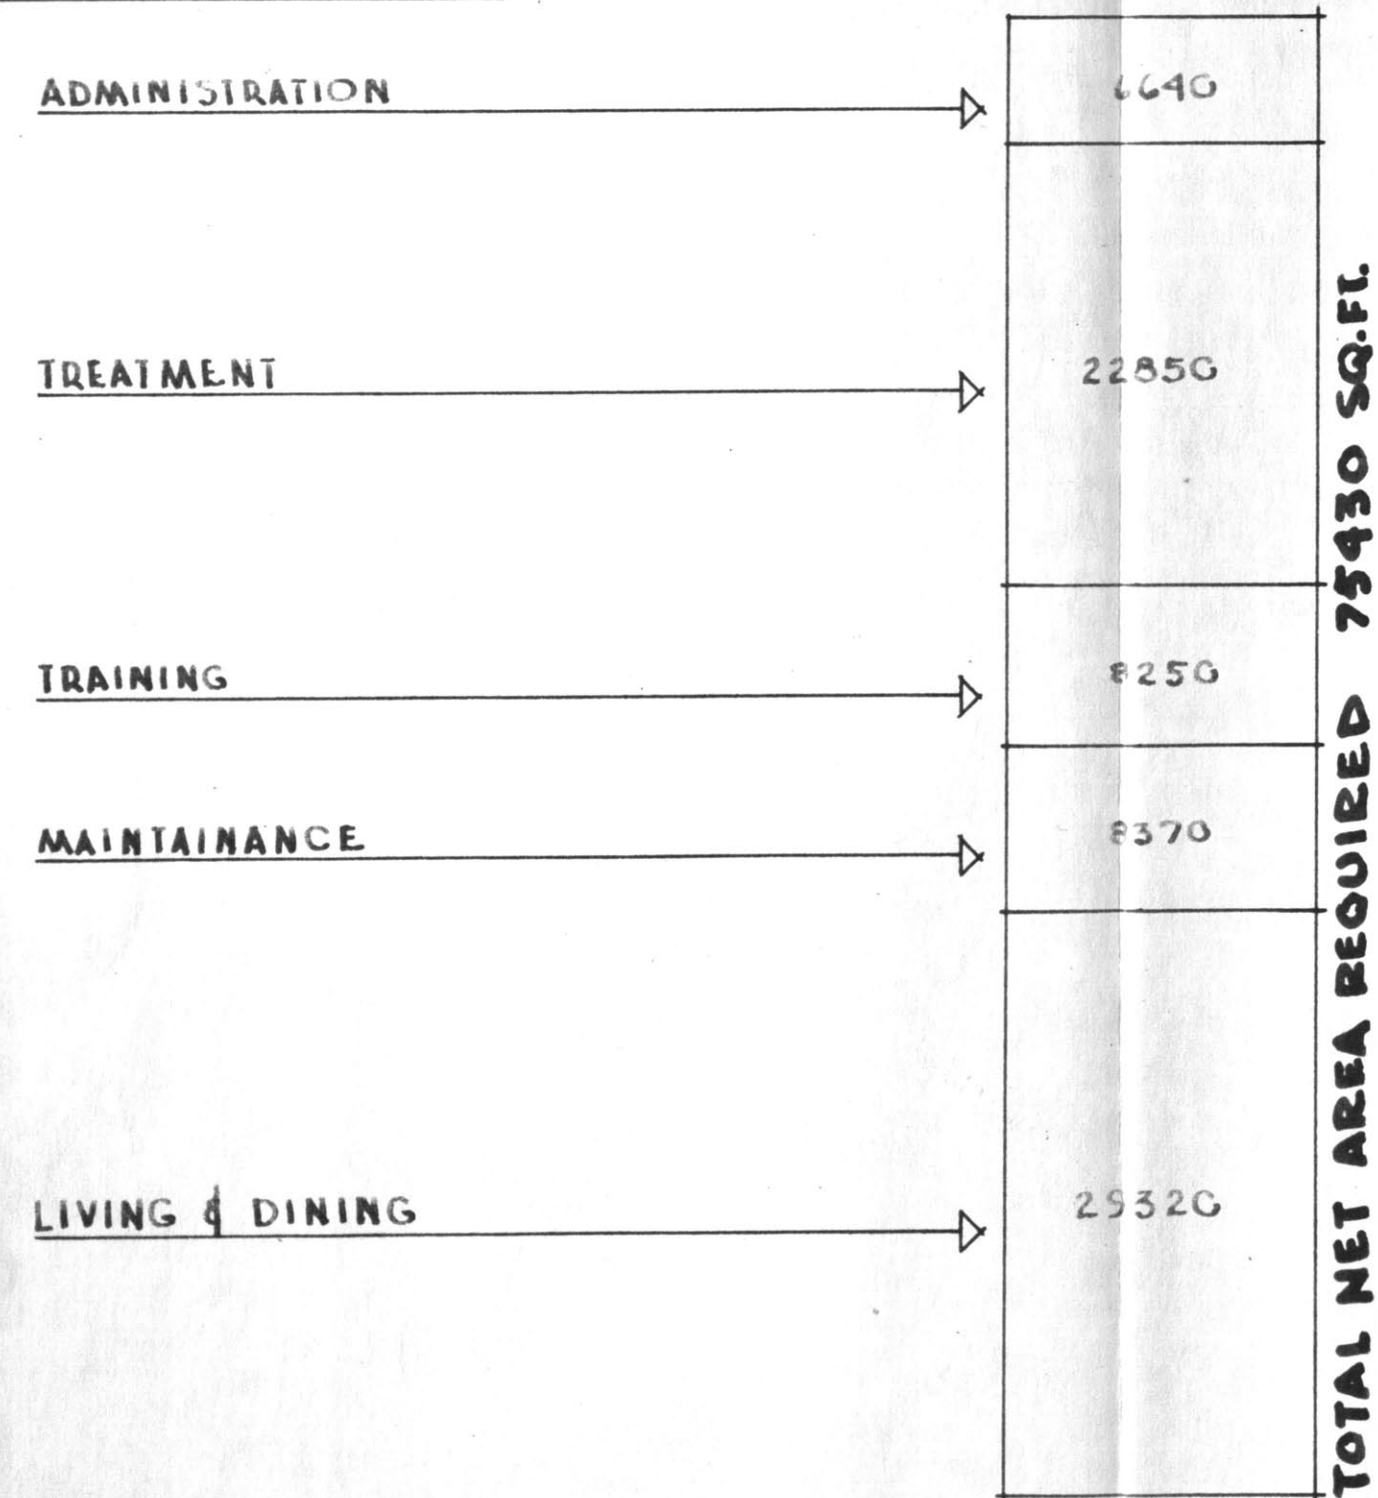 ADMINISTRATION
6640
TREATMENT
22850
TRAINING
8250
MAINTAINANCE
8370
LIVING & DINING
29320
TOTAL NET AREA REQUIRED 75430 SQ.FT.